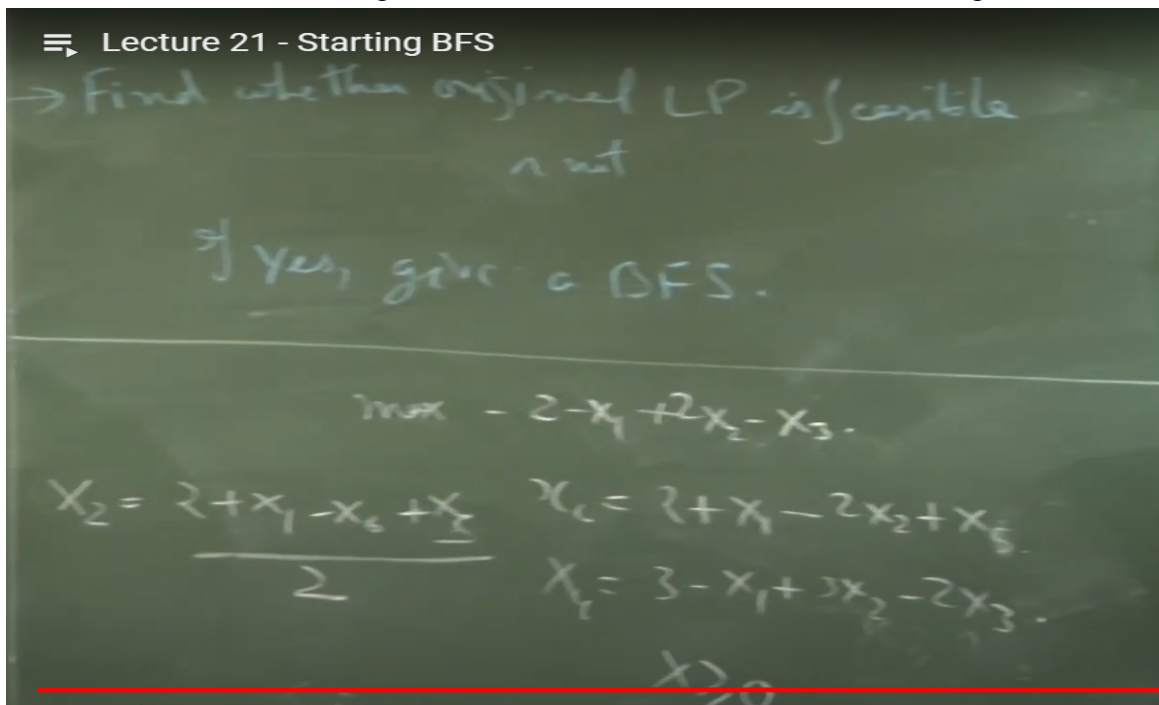 Lecture 21 - Starting BFS
→ Find whether original LP is feasible
or not
If Yes, give a BFS.
max - 2 - x₁ + 2x₂ - x₃.
x₂ = 2 + x₁ - x₆ + x₅ x₆ = 2 + x₁ - 2x₂ + x₅.
2 = 3 - x₁ + 3x₂ - 2x₃.
x ≥ 0